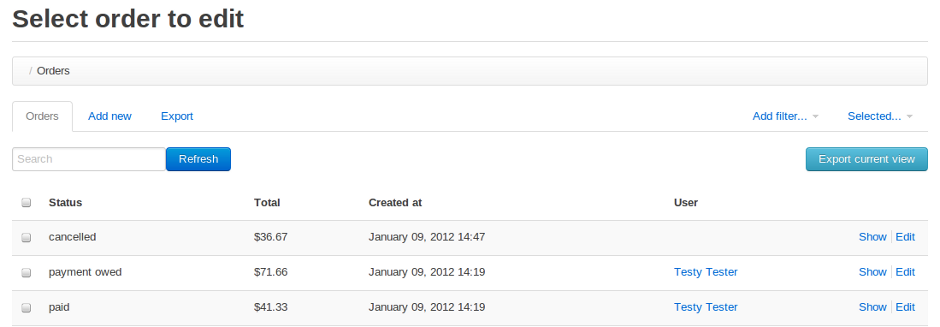 Select order to edit
/ Orders
Orders Add new Export Add filter... Selected...
Search Refresh Export current view
Status Total Created at User
cancelled $36.67 January 09, 2012 14:47 Show Edit
payment owed $71.66 January 09, 2012 14:19 Testy Tester Show Edit
paid $41.33 January 09, 2012 14:19 Testy Tester Show Edit